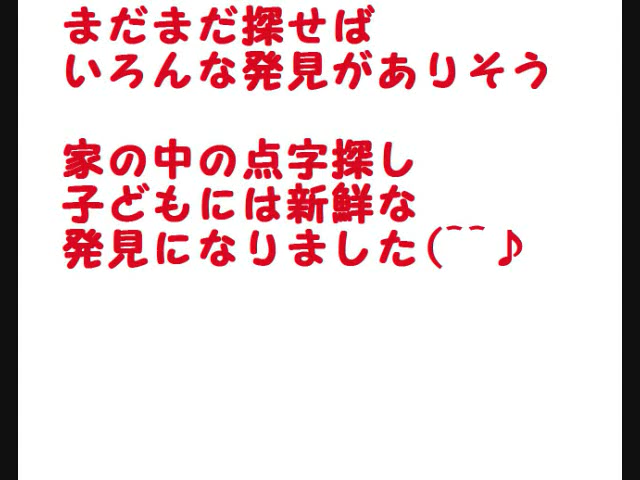 まだまだ探せば
いろんな発見がありそう
家の中の点字探し
子どもには新鮮な
発見になりました(⌒⌒♪